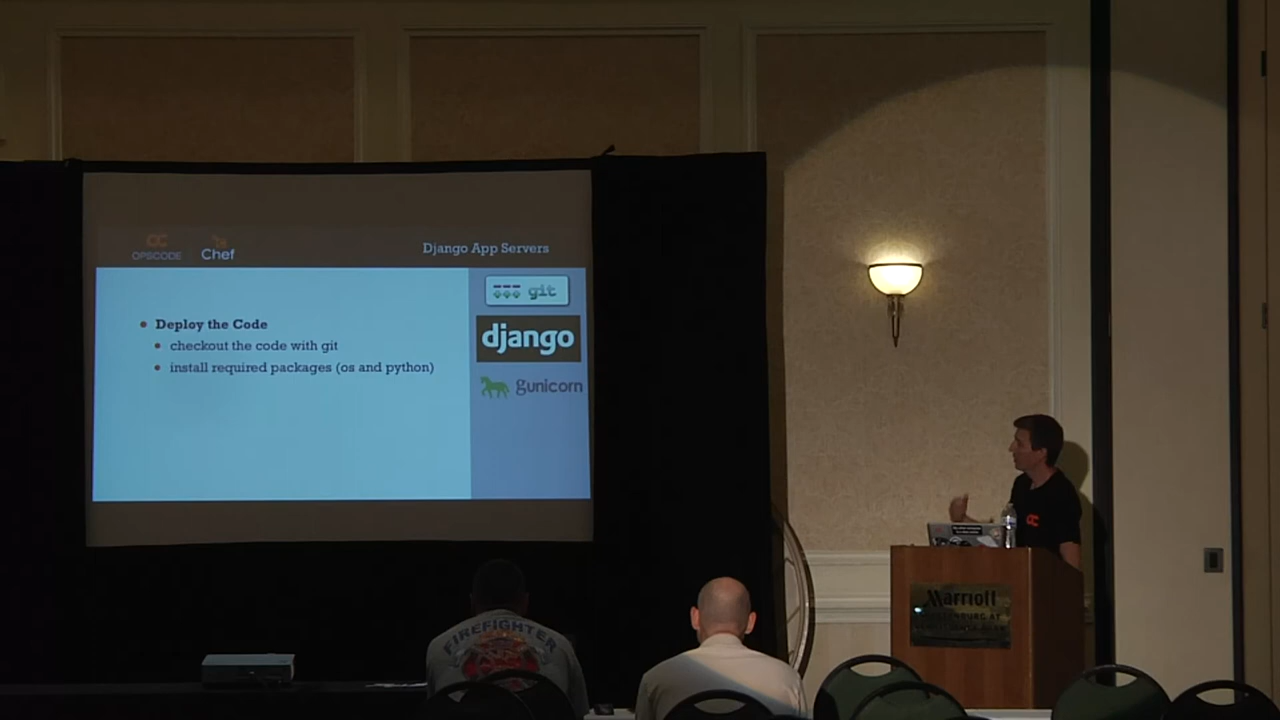 OPSCODE
Chef
Django App Servers
git
Deploy the Code
checkout the code with git
install required packages (os and python)
django
gunicorn
FIREFIGHTER
Marriott